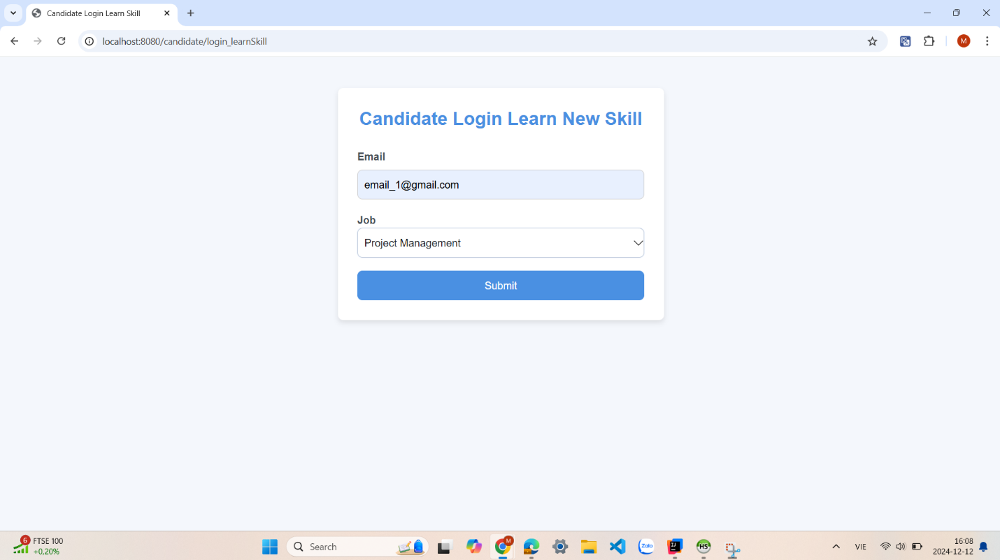 Candidate Login Learn Skill
localhost:8080/candidate/login_learnSkill
M
Candidate Login Learn New Skill
Email
email_1@gmail.com
Job
Project Management
Submit
6
FTSE 100
+0,20%
Search
M
Zalo
IJ
HS
VIE
16:08
2024-12-12